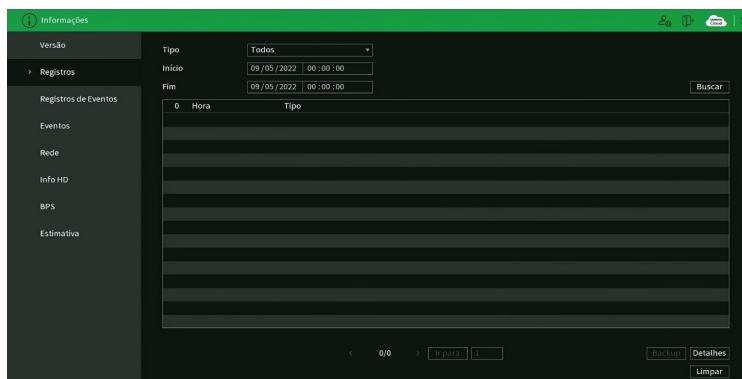 Informações
Versão
Registros
Registros de Eventos
Eventos
Rede
Info HD
BPS
Estimativa
Tipo Todos
Início 09/05/2022 00:00:00
Fim 09/05/2022 00:00:00
Buscar
0 Hora Tipo
< 0/0 > Ir para 1
Backup Detalhes
Limpar